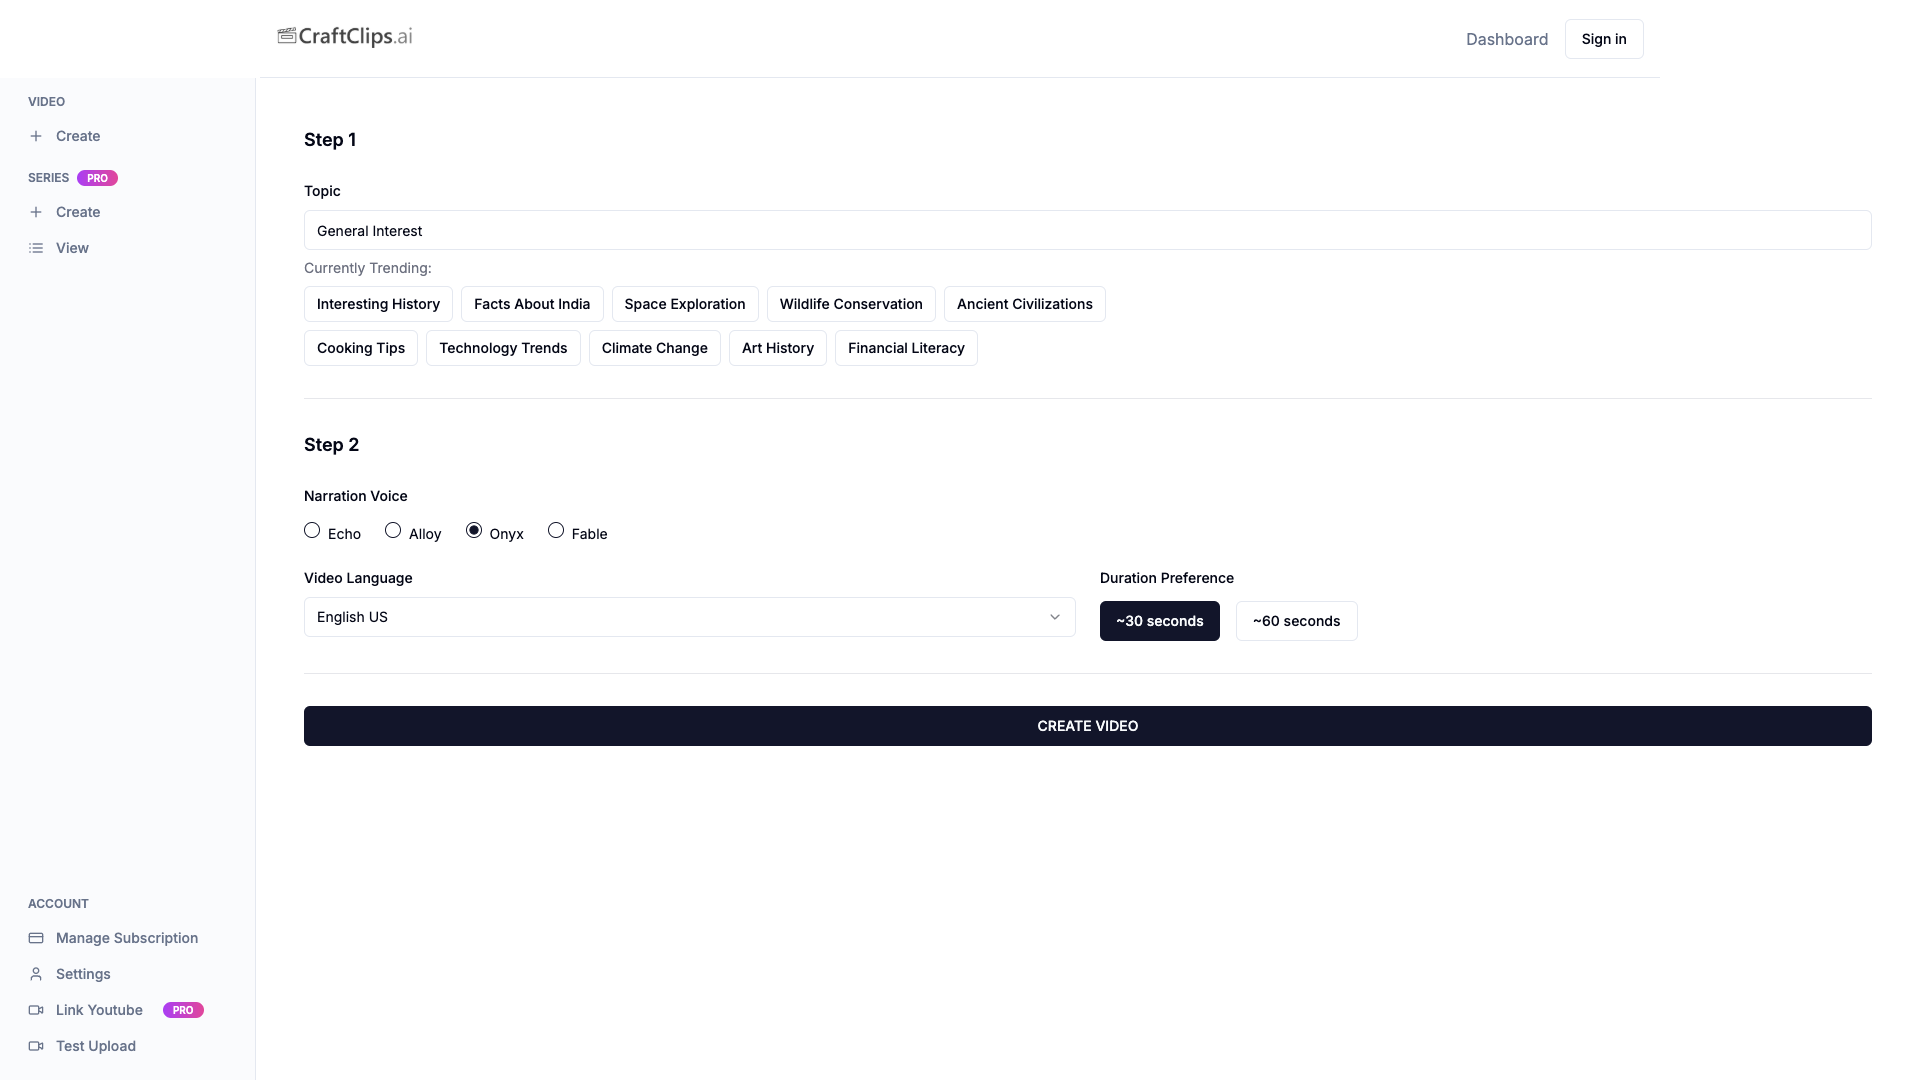 CraftClips.ai
Dashboard
Sign in
VIDEO
Create
SERIES PRO
Create
View
Step 1
Topic
General Interest
Currently Trending:
Interesting History Facts About India Space Exploration Wildlife Conservation Ancient Civilizations
Cooking Tips Technology Trends Climate Change Art History Financial Literacy
Step 2
Narration Voice
Echo Alloy Onyx Fable
Video Language
English US
Duration Preference
~30 seconds ~60 seconds
CREATE VIDEO
ACCOUNT
Manage Subscription
Settings
Link Youtube PRO
Test Upload